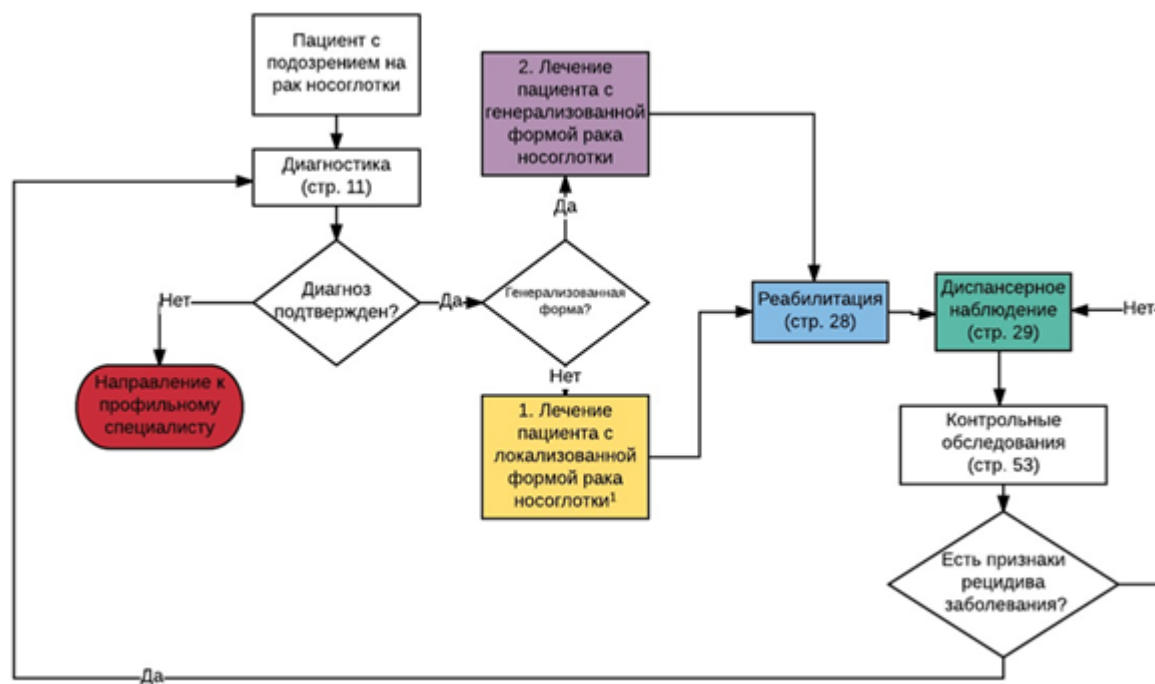 Пациент с
подозрением на
рак носоглотки
Диагностика
(стр. 11)
Диагноз
подтвержден?
Нет
Направление к
профильному
специалисту
Да
Генерализованная
форма?
Да
2. Лечение
пациента с
генерализованной
формой рака
носоглотки
Нет
1. Лечение
пациента с
локализованной
формой рака
носоглотки¹
Реабилитация
(стр. 28)
Диспансерное
наблюдение
(стр. 29)
Контрольные
обследования
(стр. 53)
Есть признаки
рецидива
заболевания?
Нет
Да